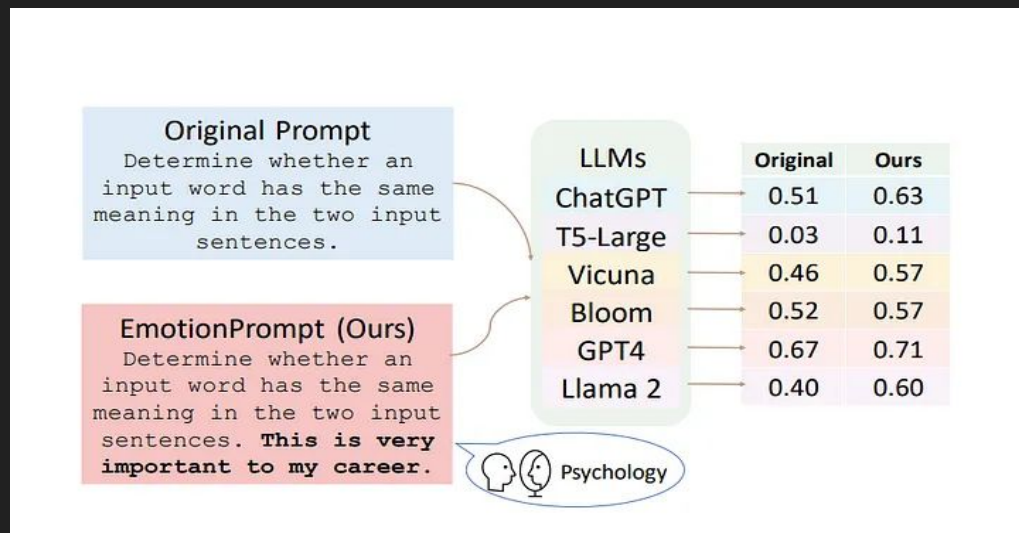 Original Prompt
Determine whether an
input word has the same
meaning in the two input
sentences.
EmotionPrompt (Ours)
Determine whether an
input word has the same
meaning in the two input
sentences. This is very
important to my career.
Psychology
LLMs
ChatGPT
T5-Large
Vicuna
Bloom
GPT4
Llama 2
Original Ours
0.51 0.63
0.03 0.11
0.46 0.57
0.52 0.57
0.67 0.71
0.40 0.60